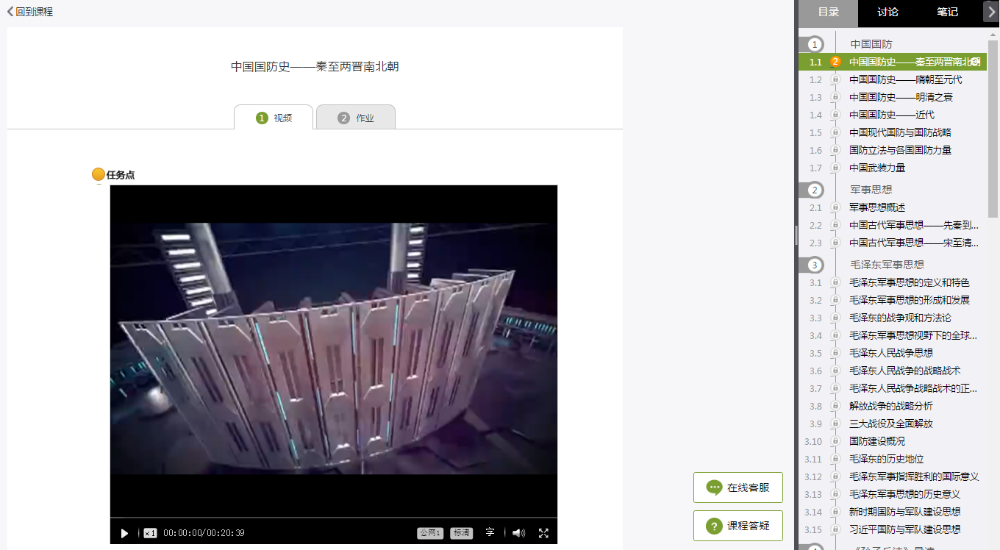 回到课程
中国国防史——秦至两晋南北朝
1 视频
2 作业
任务点
x1 00:00:00/00:20:39 公网1 标清 字
在线客服
? 课程答疑
目录 讨论 笔记
1 中国国防
1.1 2 中国国防史——秦至两晋南北朝
1.2 中国国防史——隋朝至元代
1.3 中国国防史——明清之衰
1.4 中国国防史——近代
1.5 中国现代国防与国防战略
1.6 国防立法与各国国防力量
1.7 中国武装力量
2 军事思想
2.1 军事思想概述
2.2 中国古代军事思想——先秦到...
2.3 中国古代军事思想——宋至清...
3 毛泽东军事思想
3.1 毛泽东军事思想的定义和特色
3.2 毛泽东军事思想的形成和发展
3.3 毛泽东的战争观和方法论
3.4 毛泽东军事思想视野下的全球...
3.5 毛泽东人民战争思想
3.6 毛泽东人民战争的战略战术
3.7 毛泽东人民战争战略战术的正...
3.8 解放战争的战略分析
3.9 三大战役及全面解放
3.10 国防建设概况
3.11 毛泽东的历史地位
3.12 毛泽东军事指挥胜利的国际意义
3.13 毛泽东军事思想的历史意义
3.14 新时期国防与军队建设思想
3.15 习近平国防与军队建设思想